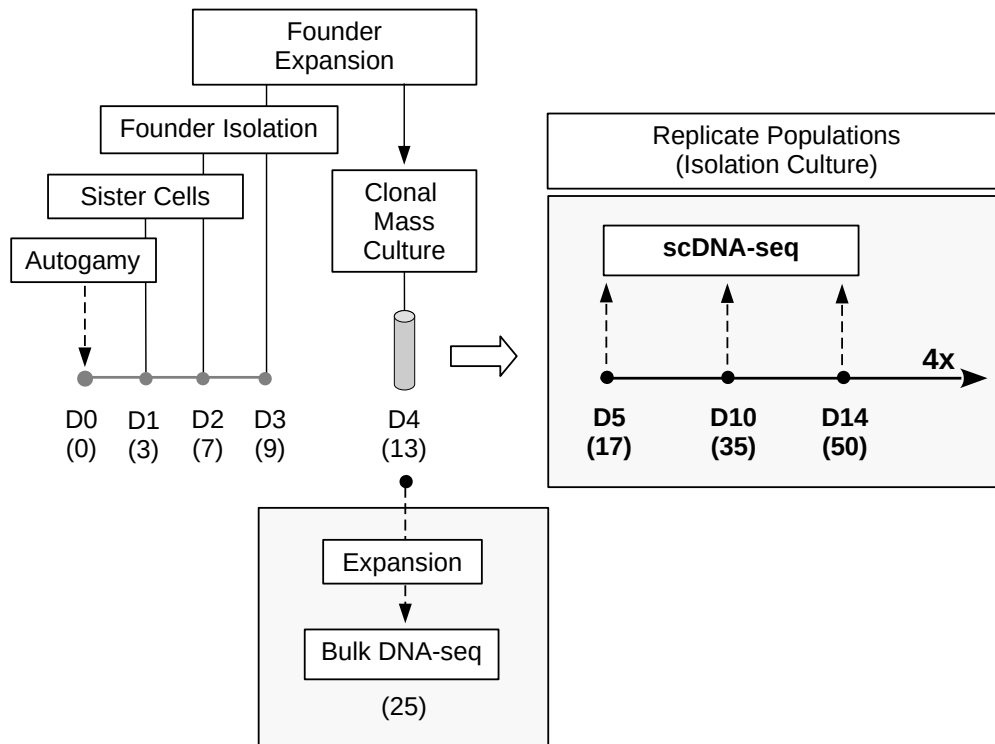 Founder
Expansion
Founder Isolation
Sister Cells
Autogamy
Clonal
Mass
Culture
D0
(0)
D1
(3)
D2
(7)
D3
(9)
D4
(13)
Replicate Populations
(Isolation Culture)
scDNA-seq
4x
D5
(17)
D10
(35)
D14
(50)
Expansion
Bulk DNA-seq
(25)